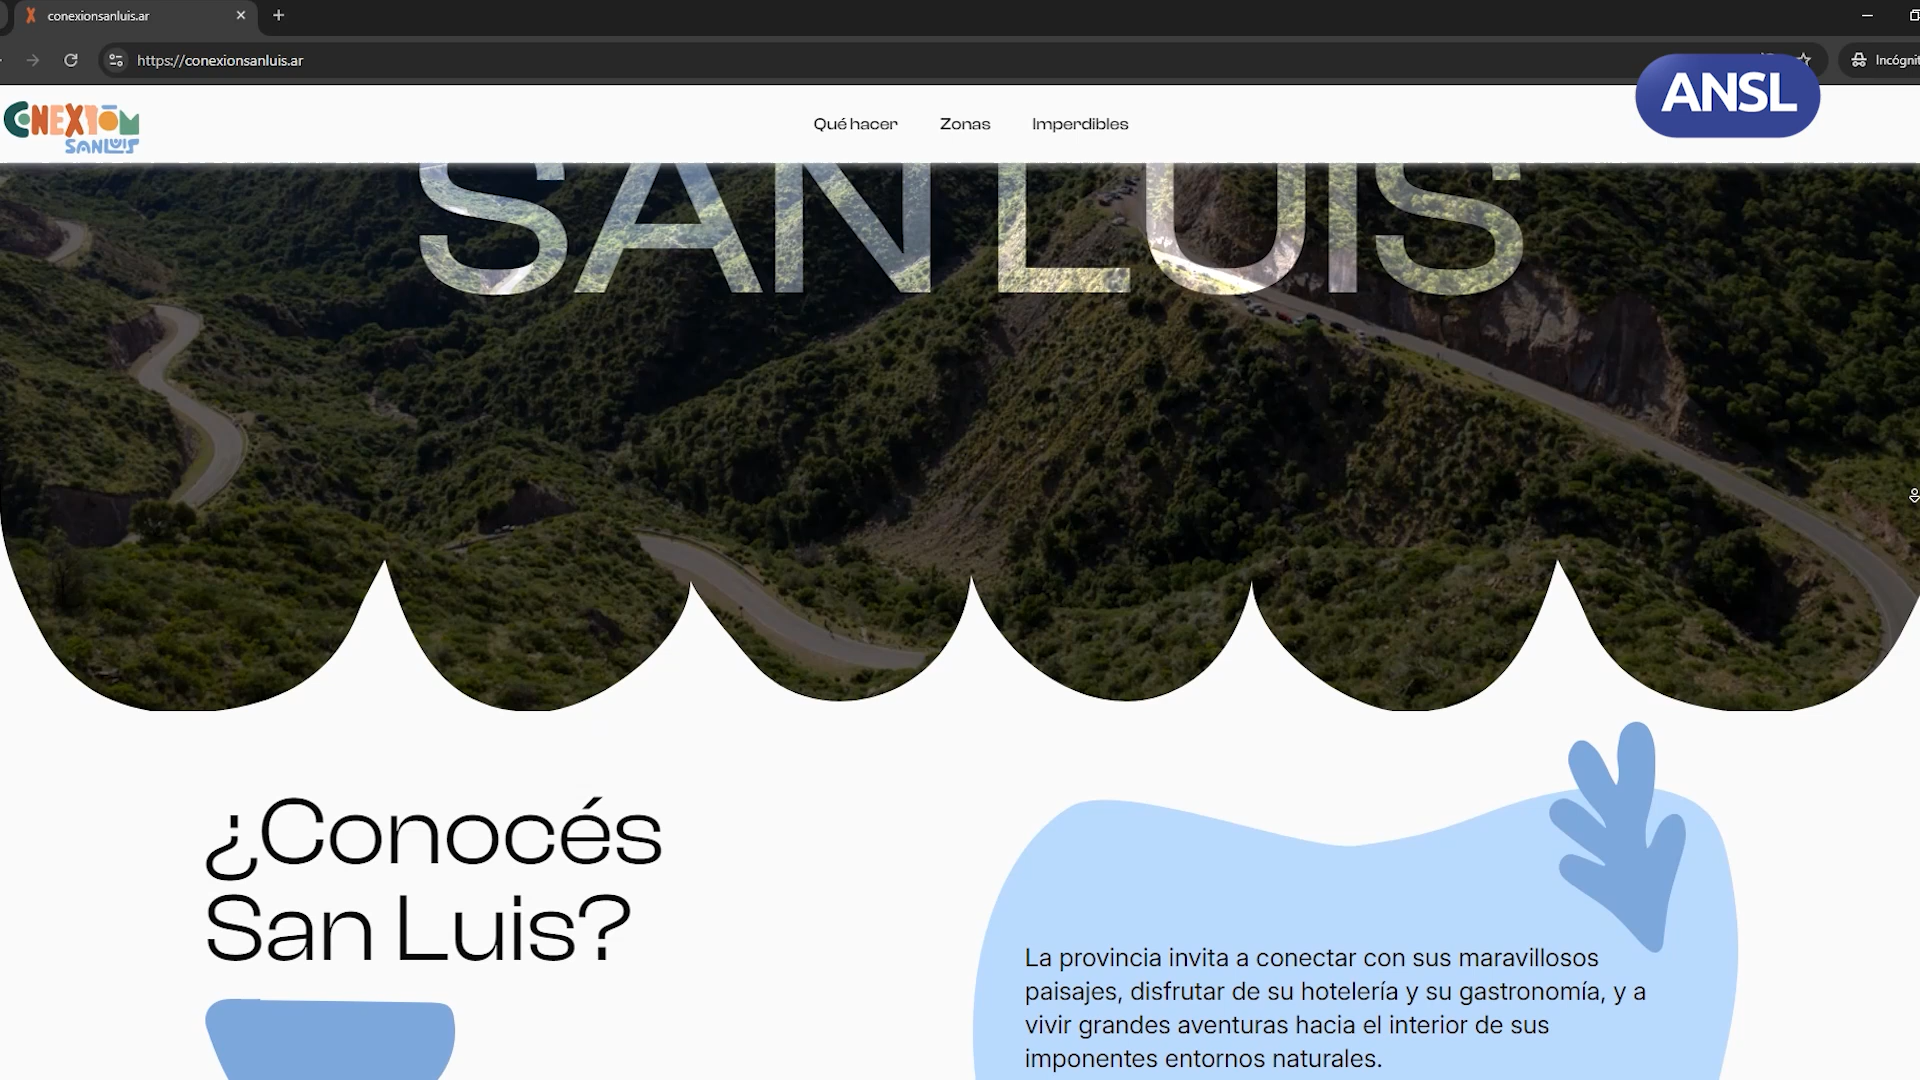 conexionsanluis.ar
https://conexionsanluis.ar
ANSL
CONEXIÓN
SANLUIS
Qué hacer
Zonas
Imperdibles
SAN LUIS
¿Conocés
San Luis?
La provincia invita a conectar con sus maravillosos
paisajes, disfrutar de su hotelería y su gastronomía, y a
vivir grandes aventuras hacia el interior de sus
imponentes entornos naturales.